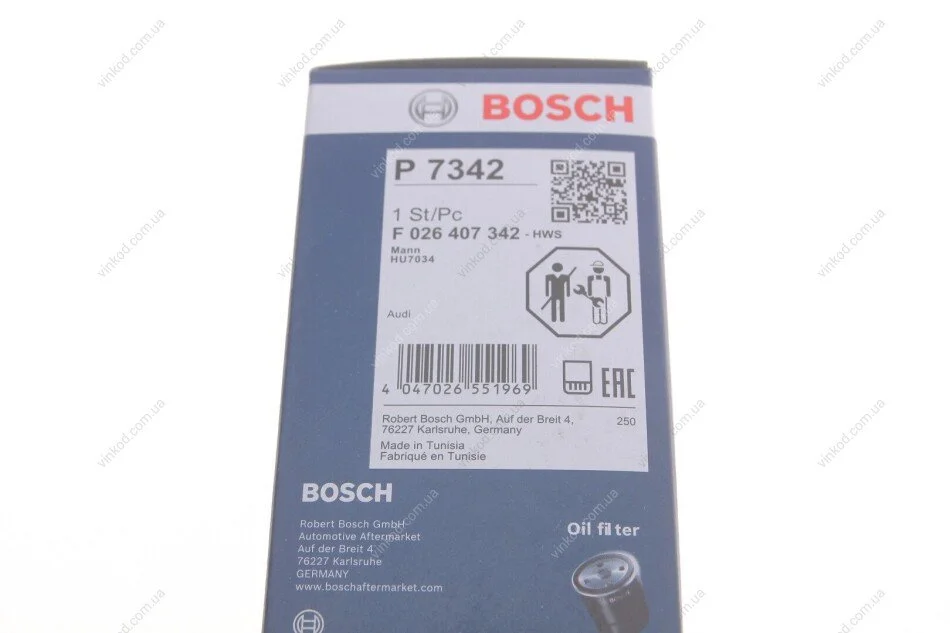 BOSCH
P 7342
1 St/Pc
F 026 407 342 - HWS
Mann
HU7034
Audi
4 047026 551969
EAC
Robert Bosch GmbH, Auf der Breit 4,
76227 Karlsruhe, Germany
250
Made in Tunisia
Fabriqué en Tunisie
BOSCH
Robert Bosch GmbH
Automotive Aftermarket
Auf der Breit 4
76227 Karlsruhe
GERMANY
www.boschaftermarket.com
Oil filter
BOSCH
vinkod.com.ua